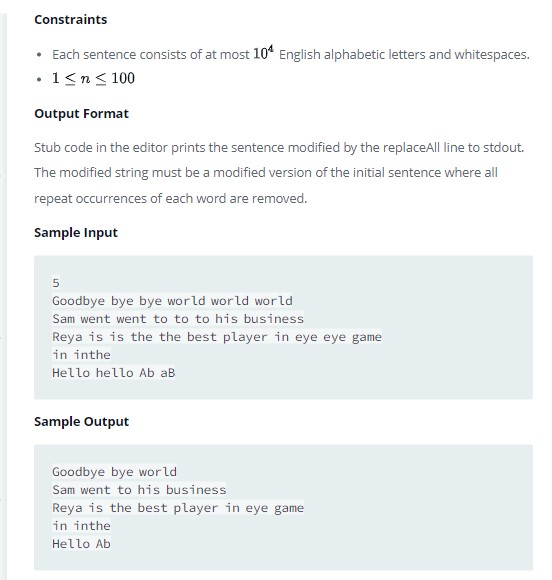 Constraints
• Each sentence consists of at most 10⁴ English alphabetic letters and whitespaces.
• 1 ≤ n ≤ 100
Output Format
Stub code in the editor prints the sentence modified by the replaceAll line to stdout.
The modified string must be a modified version of the initial sentence where all
repeat occurrences of each word are removed.
Sample Input
5
Goodbye bye bye world world world
Sam went went to to to his business
Reya is is the the best player in eye eye game
in inthe
Hello hello Ab aB
Sample Output
Goodbye bye world
Sam went to his business
Reya is the best player in eye game
in inthe
Hello Ab